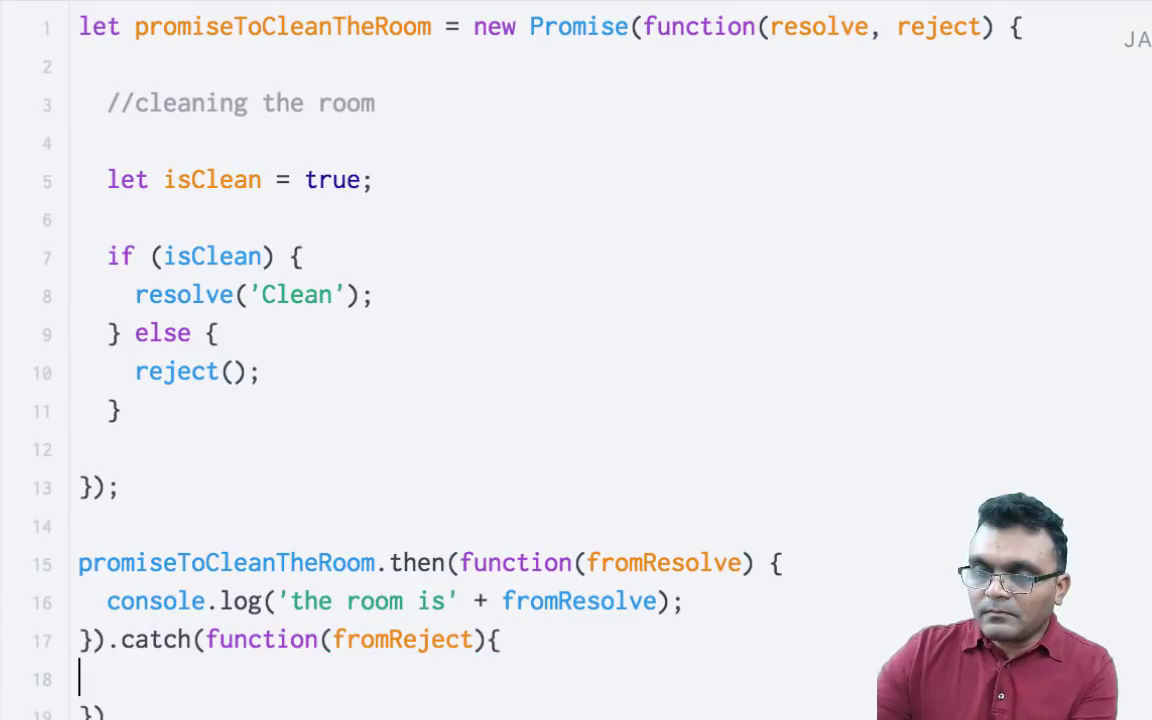 1 let promiseToCleanTheRoom = new Promise(function(resolve, reject) {
JA
2
3 //cleaning the room
4
5 let isClean = true;
6
7 if (isClean) {
8 resolve('Clean');
9 } else {
10 reject();
11 }
12
13 });
14
15 promiseToCleanTheRoom.then(function(fromResolve) {
16 console.log('the room is' + fromResolve);
17 }).catch(function(fromReject){
18
19 })